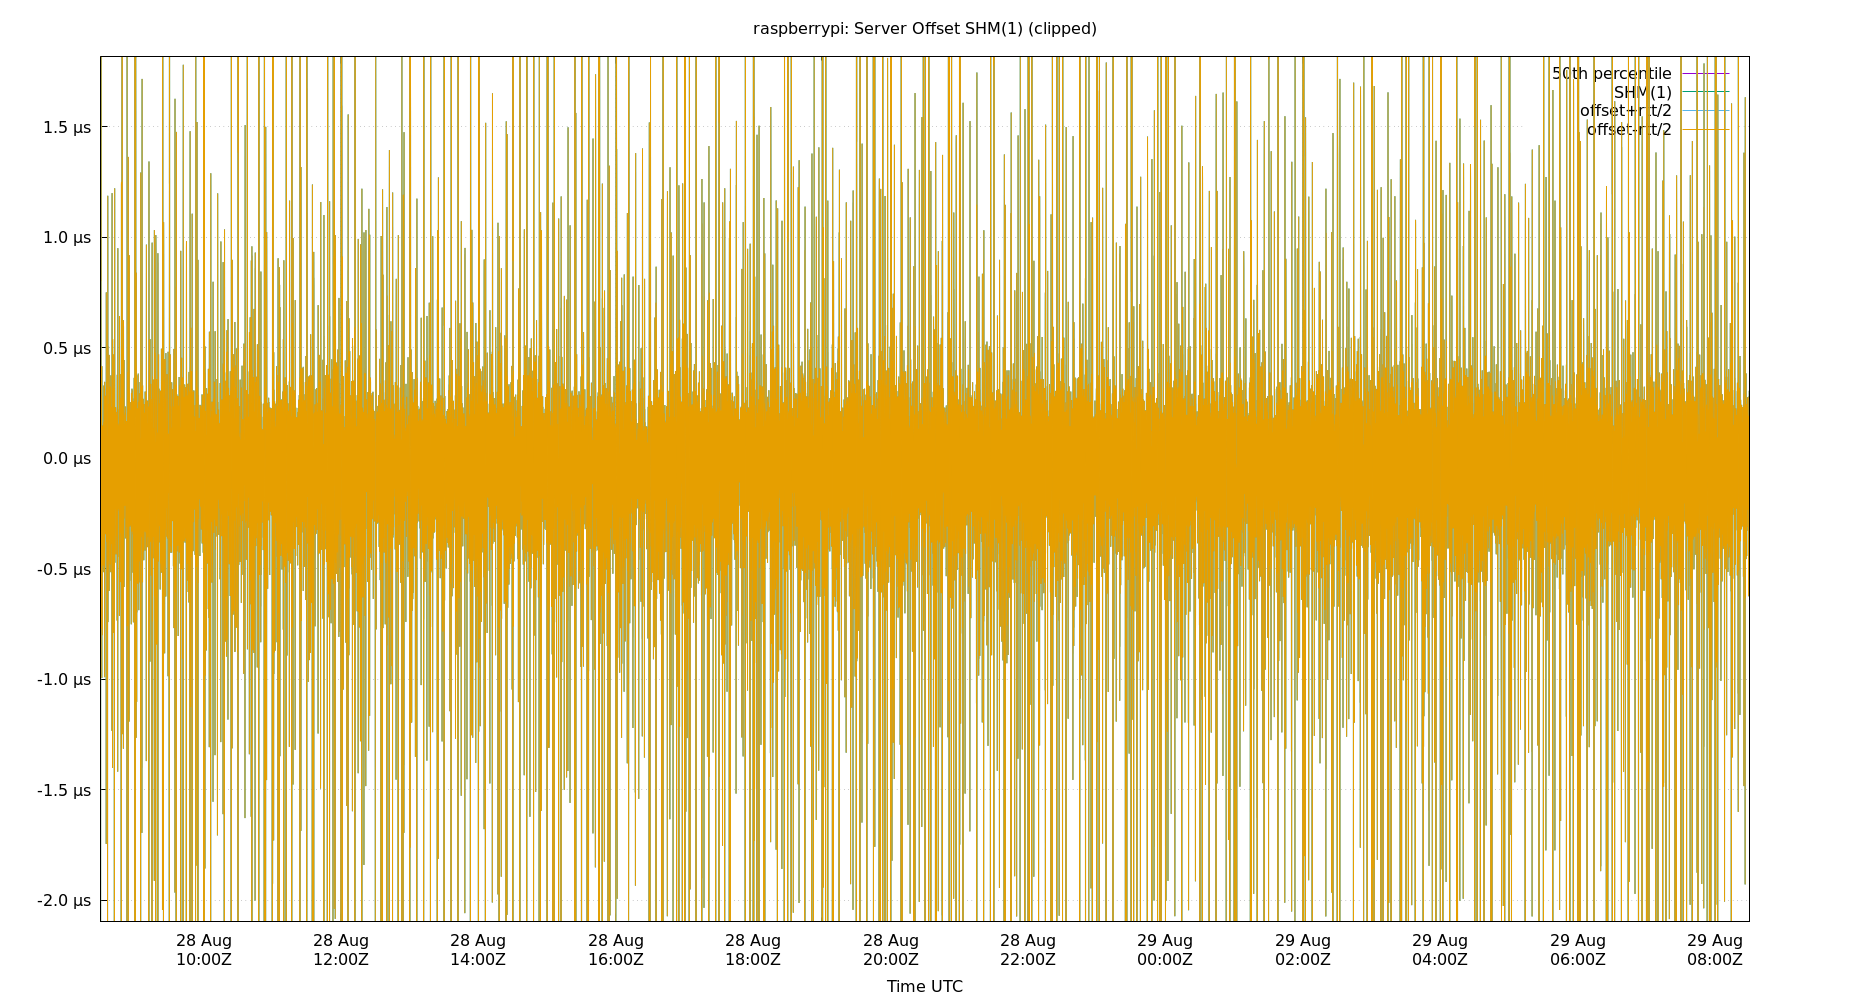 raspberrypi: Server Offset SHM(1) (clipped)
50th percentile
SHM(1)
offset+rtt/2
offset-rtt/2
1.5 µs
1.0 µs
0.5 µs
0.0 µs
-0.5 µs
-1.0 µs
-1.5 µs
-2.0 µs
28 Aug 28 Aug 28 Aug 28 Aug 28 Aug 28 Aug 28 Aug 29 Aug 29 Aug 29 Aug 29 Aug 29 Aug
10:00Z 12:00Z 14:00Z 16:00Z 18:00Z 20:00Z 22:00Z 00:00Z 02:00Z 04:00Z 06:00Z 08:00Z
Time UTC